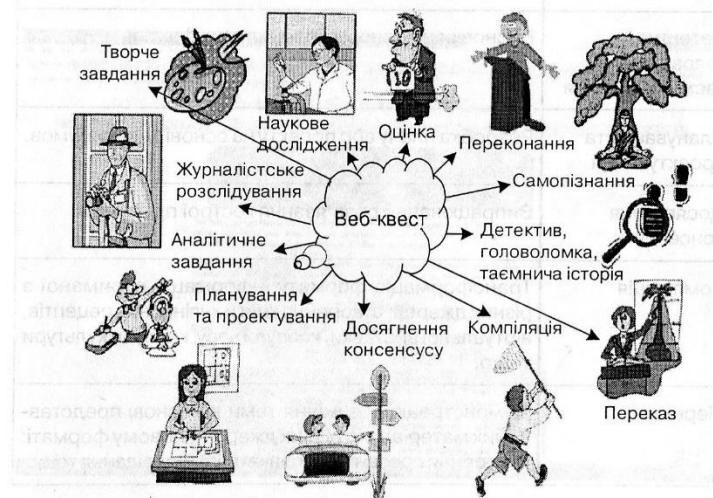 Творче
завдання
Наукове
дослідження
10
Оцінка
Переконання
Журналістське
розслідування
Веб-квест
Самопізнання
Аналітичне
завдання
Детектив,
головоломка,
таємнича історія
Планування
та проектування
Досягнення
консенсусу
Компіляція
Переказ